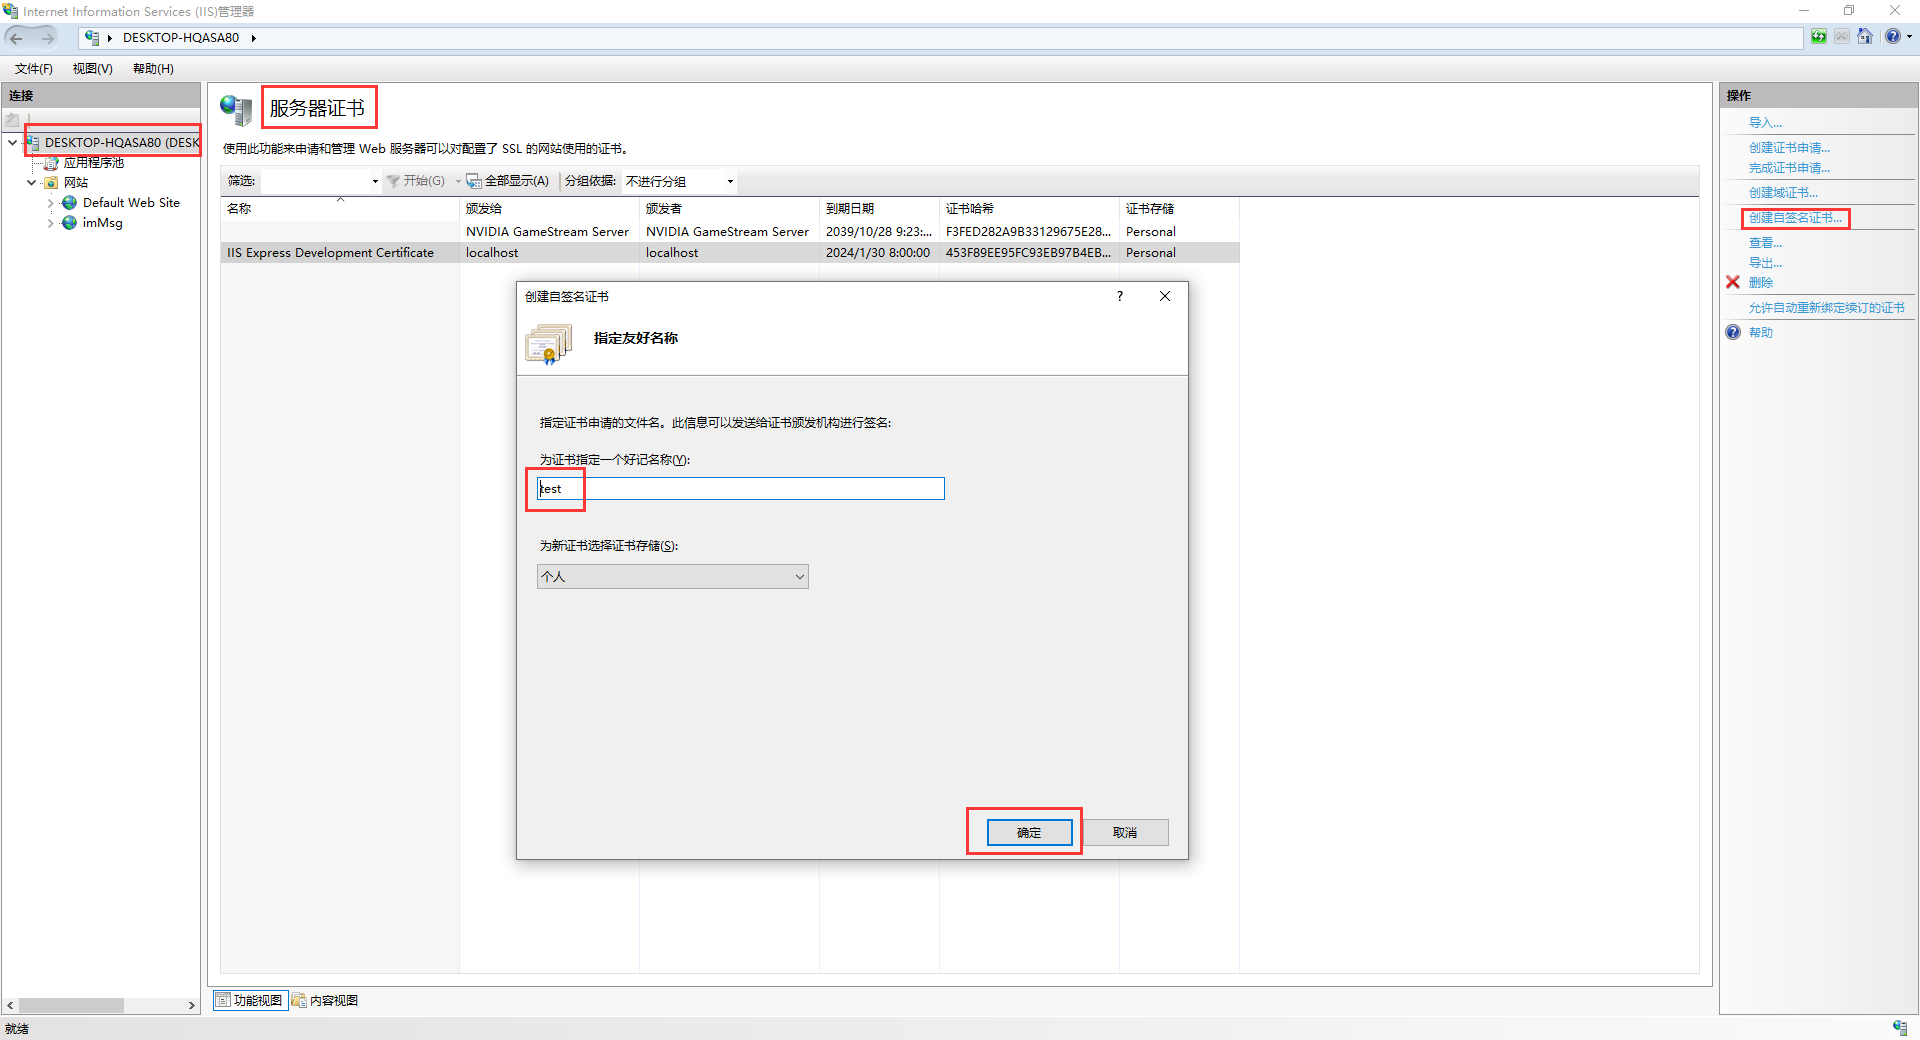 Internet Information Services (IIS)管理器
DESKTOP-HQASA80
文件(F) 视图(V) 帮助(H)
连接
DESKTOP-HQASA80 (DESK
应用程序池
网站
Default Web Site
imMsg
服务器证书
使用此功能来申请和管理 Web 服务器可以对配置了 SSL 的网站使用的证书。
筛选: 开始(G) 全部显示(A) 分组依据: 不进行分组
名称 颁发给 颁发者 到期日期 证书哈希 证书存储
NVIDIA GameStream Server NVIDIA GameStream Server 2039/10/28 9:23:... F3FED282A9B33129675E28... Personal
IIS Express Development Certificate localhost localhost 2024/1/30 8:00:00 453F89EE95FC93EB97B4EB... Personal
创建自签名证书 ?
指定友好名称
指定证书申请的文件名。此信息可以发送给证书颁发机构进行签名:
为证书指定一个好记名称(Y):
test
为新证书选择证书存储(S):
个人
确定 取消
操作
导入...
创建证书申请...
完成证书申请...
创建域证书...
创建自签名证书...
查看...
导出...
删除
允许自动重新绑定续订的证书
帮助
功能视图 内容视图
就绪